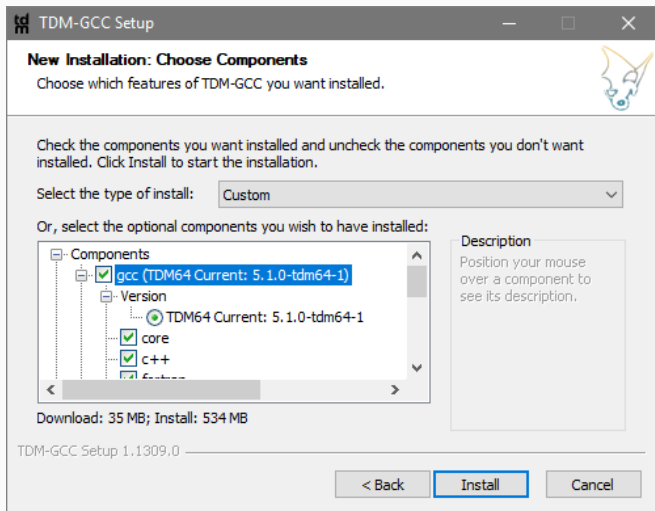 tdm TDM-GCC Setup
New Installation: Choose Components
Choose which features of TDM-GCC you want installed.
Check the components you want installed and uncheck the components you don't want
installed. Click Install to start the installation.
Select the type of install: Custom
Or, select the optional components you wish to have installed:
Components
gcc (TDM64 Current: 5.1.0-tdm64-1)
Version
TDM64 Current: 5.1.0-tdm64-1
core
c++
Description
Position your mouse
over a component to
see its description.
Download: 35 MB; Install: 534 MB
TDM-GCC Setup 1.1309.0
< Back Install Cancel